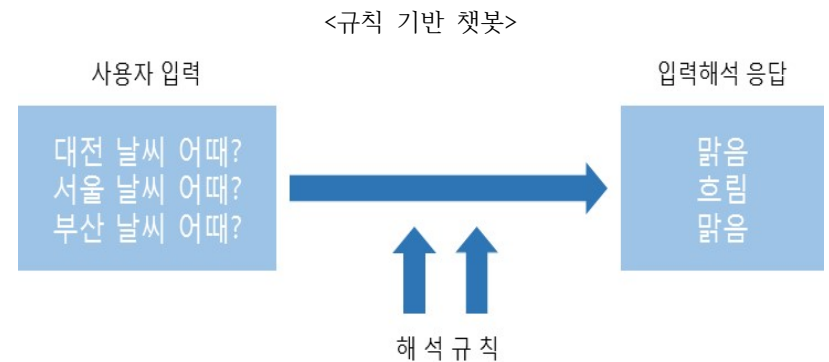 <규칙 기반 챗봇>
사용자 입력
대전 날씨 어때?
서울 날씨 어때?
부산 날씨 어때?
입력해석 응답
맑음
흐림
맑음
해 석 규 칙